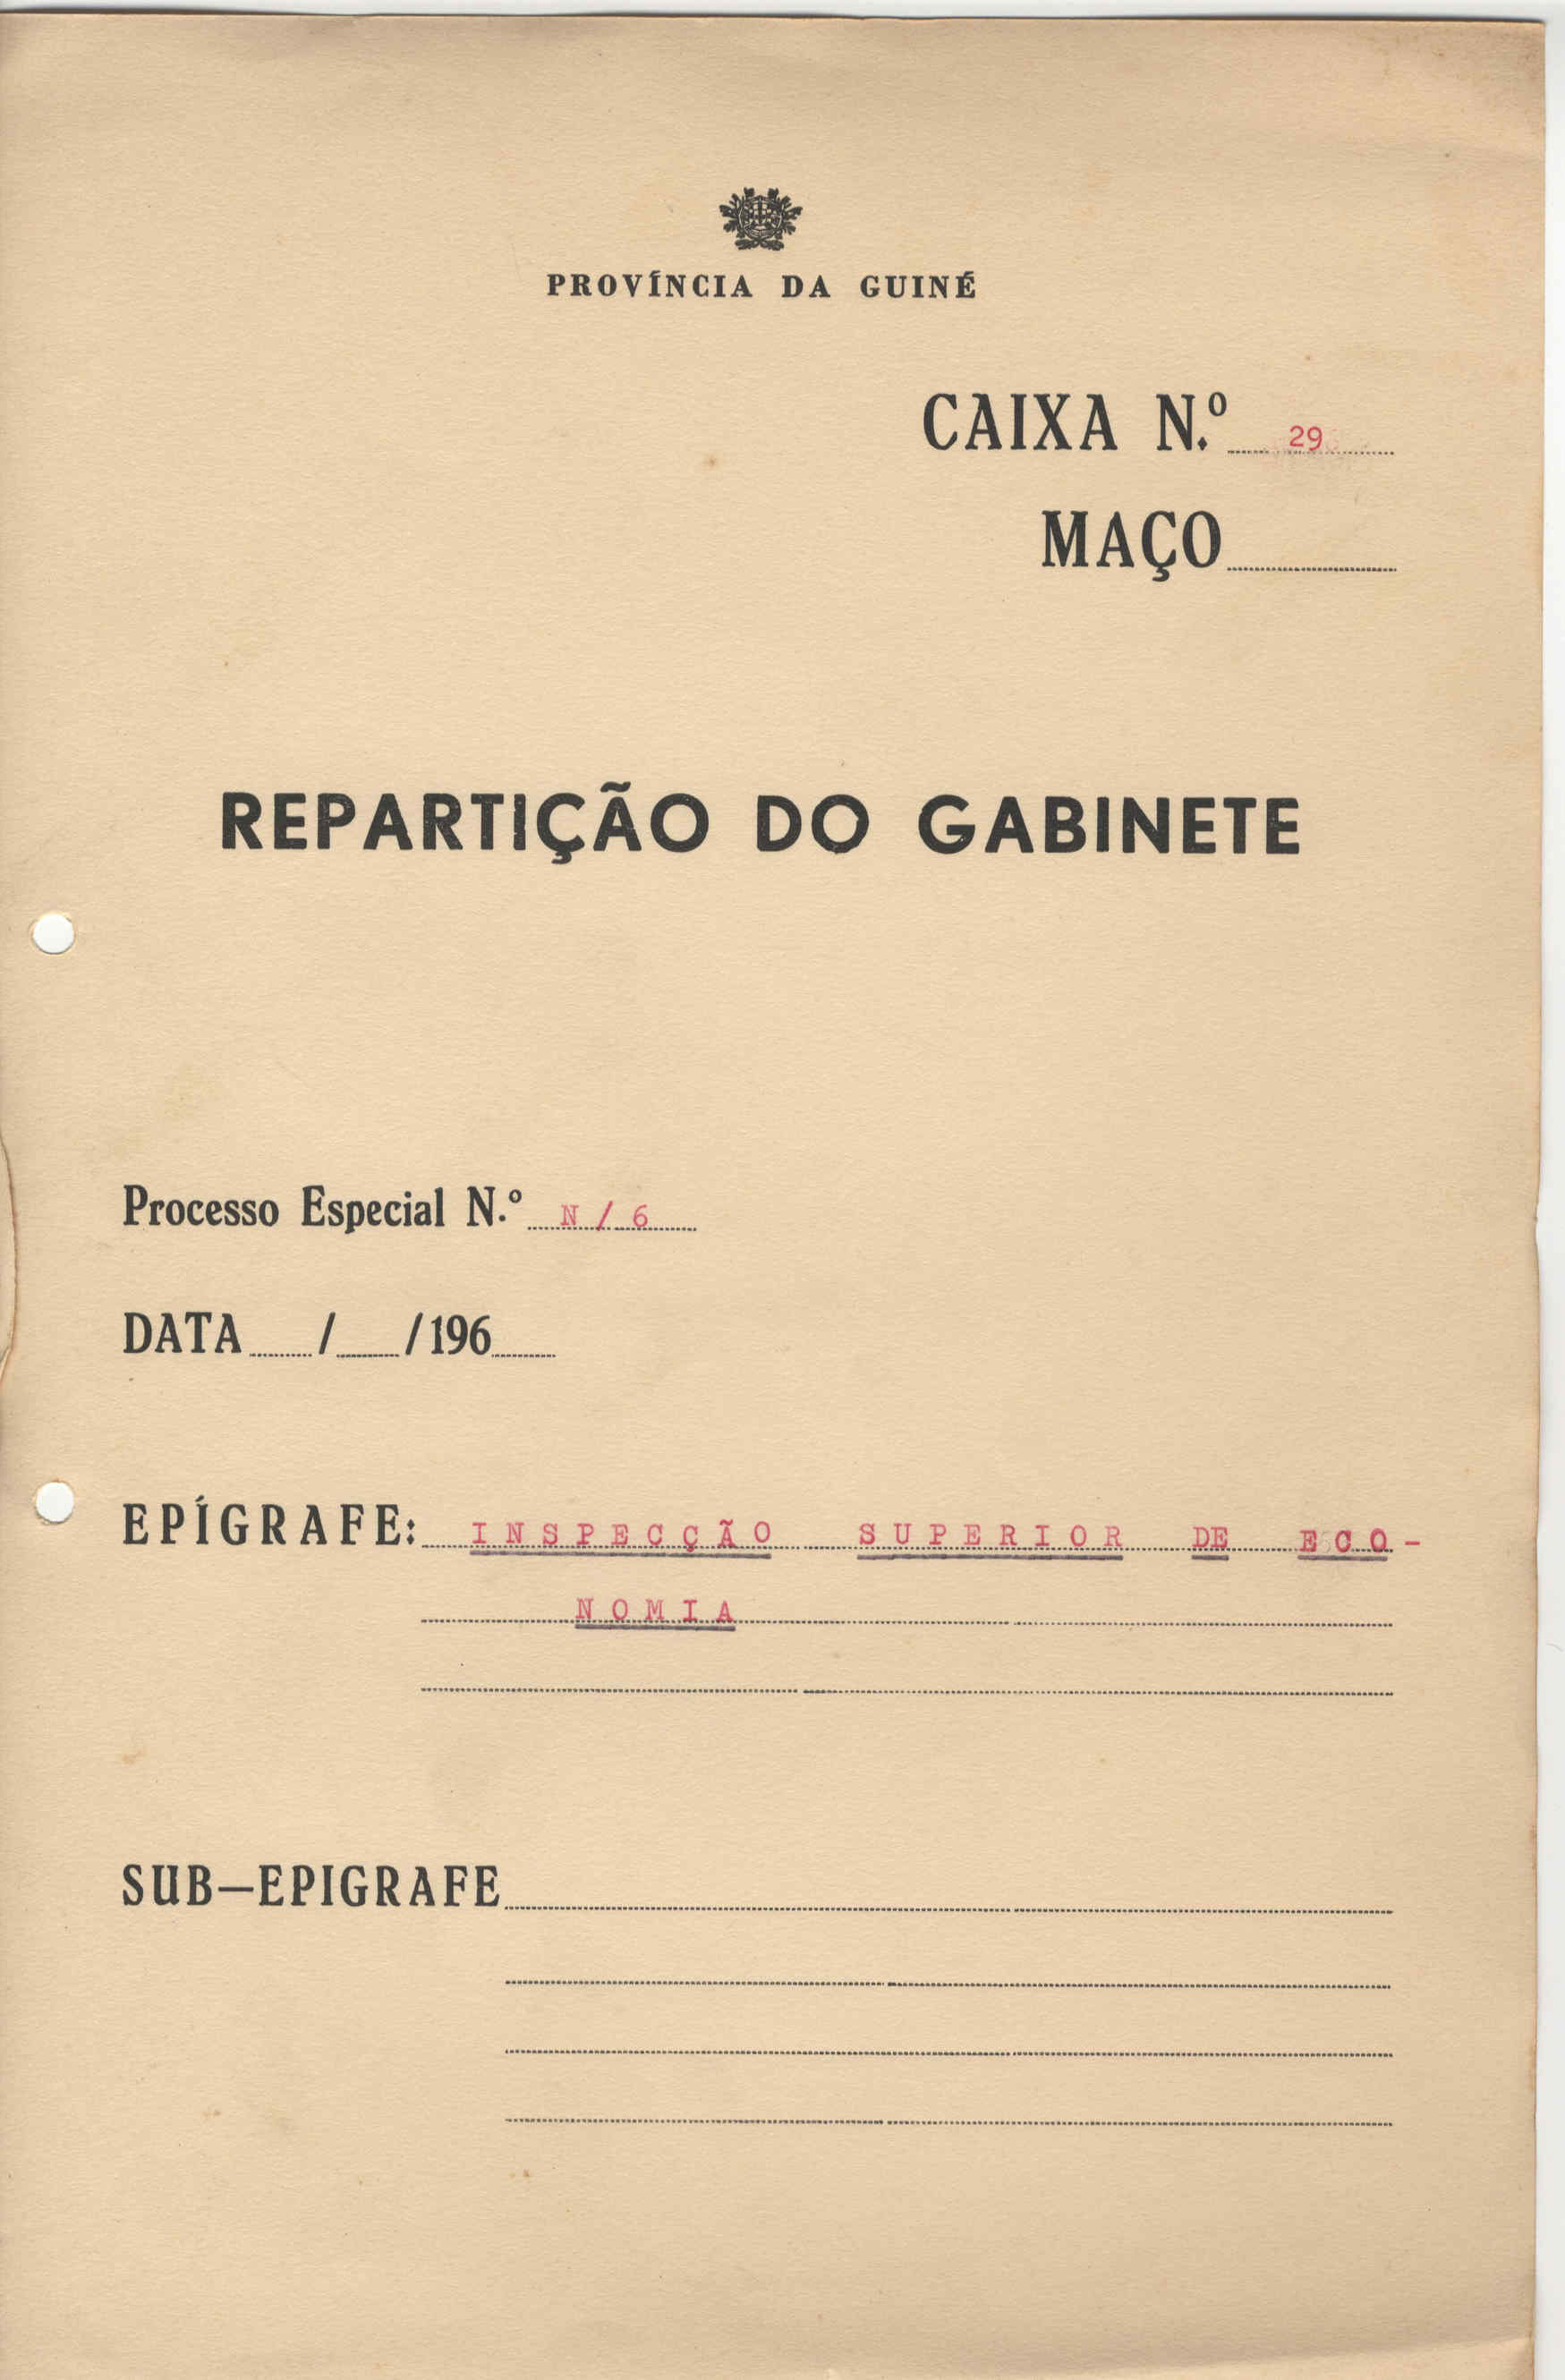 PROVÍNCIA DA GUINÉ
CAIXA N.º 29
MAÇO
REPARTIÇÃO DO GABINETE
Processo Especial N.º N / 6
DATA / /196
EPÍGRAFE: INSPECÇÃO SUPERIOR DE ECO-
NOMIA
SUB—EPIGRAFE